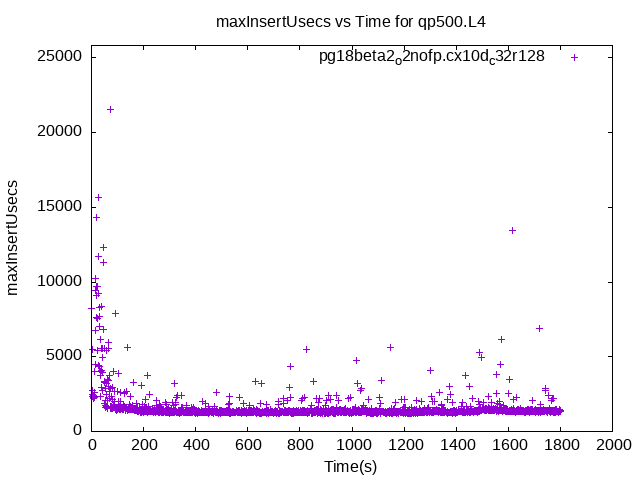 maxInsertUsecs vs Time for qp500.L4
pg18beta2o2nofp.cx10dc32r128
25000
20000
15000
10000
5000
0
maxInsertUsecs
0 200 400 600 800 1000 1200 1400 1600 1800 2000
Time(s)